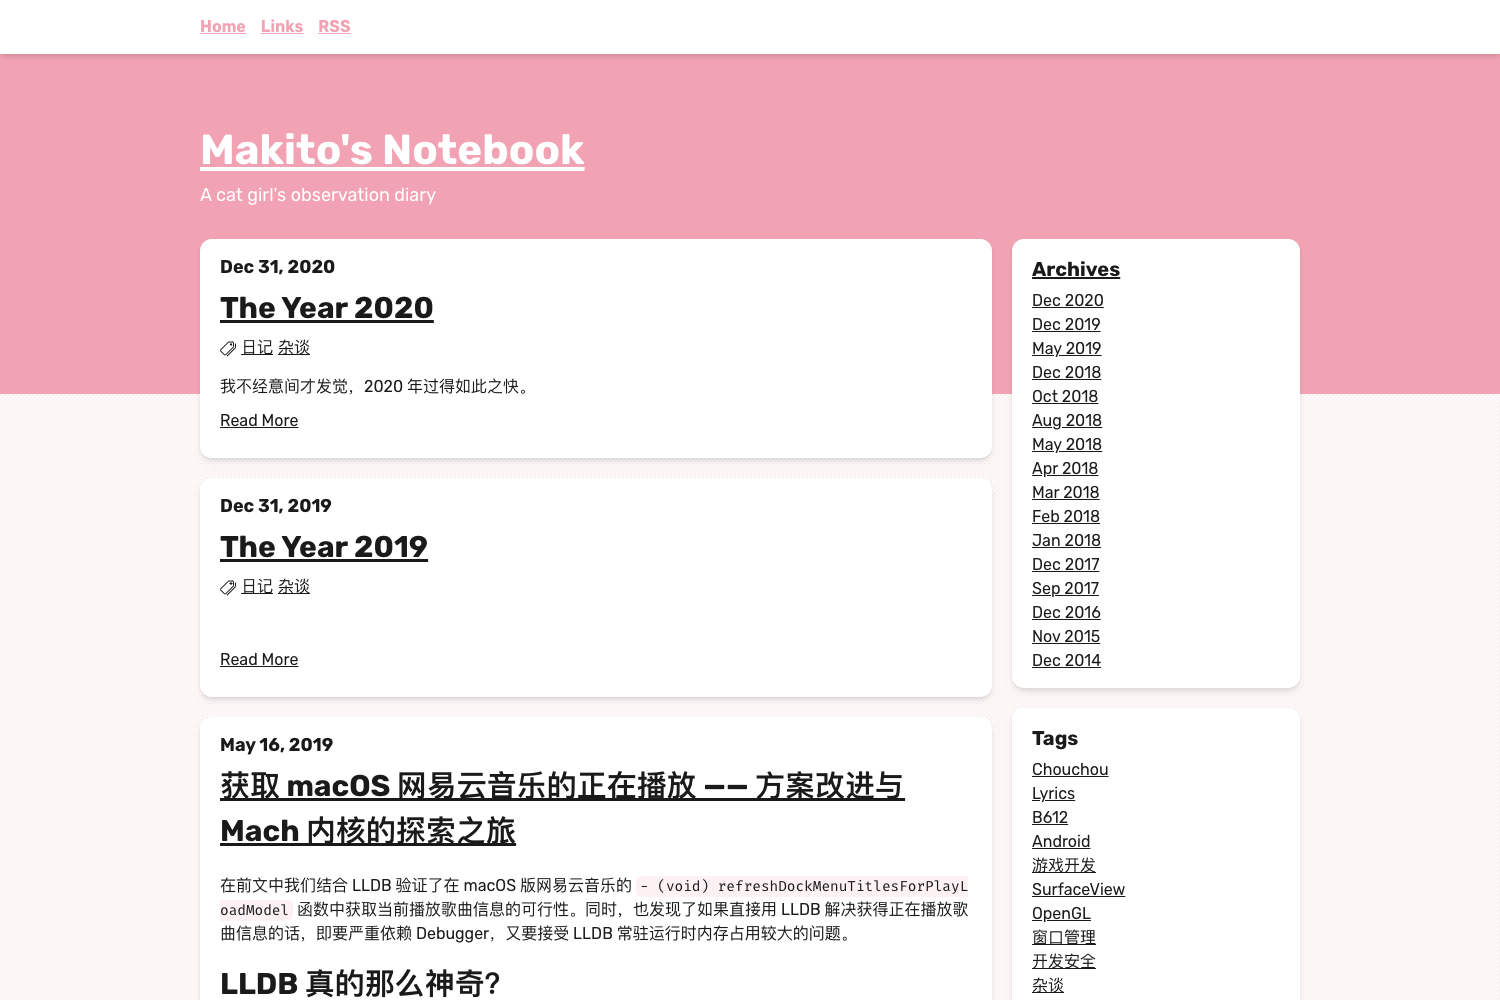 Home Links RSS
Makito's Notebook
A cat girl's observation diary
Dec 31, 2020
The Year 2020
日记 杂谈
我不经意间才发觉，2020 年过得如此之快。
Read More
Dec 31, 2019
The Year 2019
日记 杂谈
Read More
May 16, 2019
获取 macOS 网易云音乐的正在播放 —— 方案改进与
Mach 内核的探索之旅
在前文中我们结合 LLDB 验证了在 macOS 版网易云音乐的 - (void) refreshDockMenuTitlesForPlayL
oadModel 函数中获取当前播放歌曲信息的可行性。同时，也发现了如果直接用 LLDB 解决获得正在播放歌
曲信息的话，即要严重依赖 Debugger，又要接受 LLDB 常驻运行时内存占用较大的问题。
LLDB 真的那么神奇？
Archives
Dec 2020
Dec 2019
May 2019
Dec 2018
Oct 2018
Aug 2018
May 2018
Apr 2018
Mar 2018
Feb 2018
Jan 2018
Dec 2017
Sep 2017
Dec 2016
Nov 2015
Dec 2014
Tags
Chouchou
Lyrics
B612
Android
游戏开发
SurfaceView
OpenGL
窗口管理
开发安全
杂谈